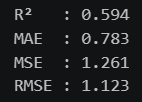 R²   : 0.594
MAE  : 0.783
MSE  : 1.261
RMSE : 1.123